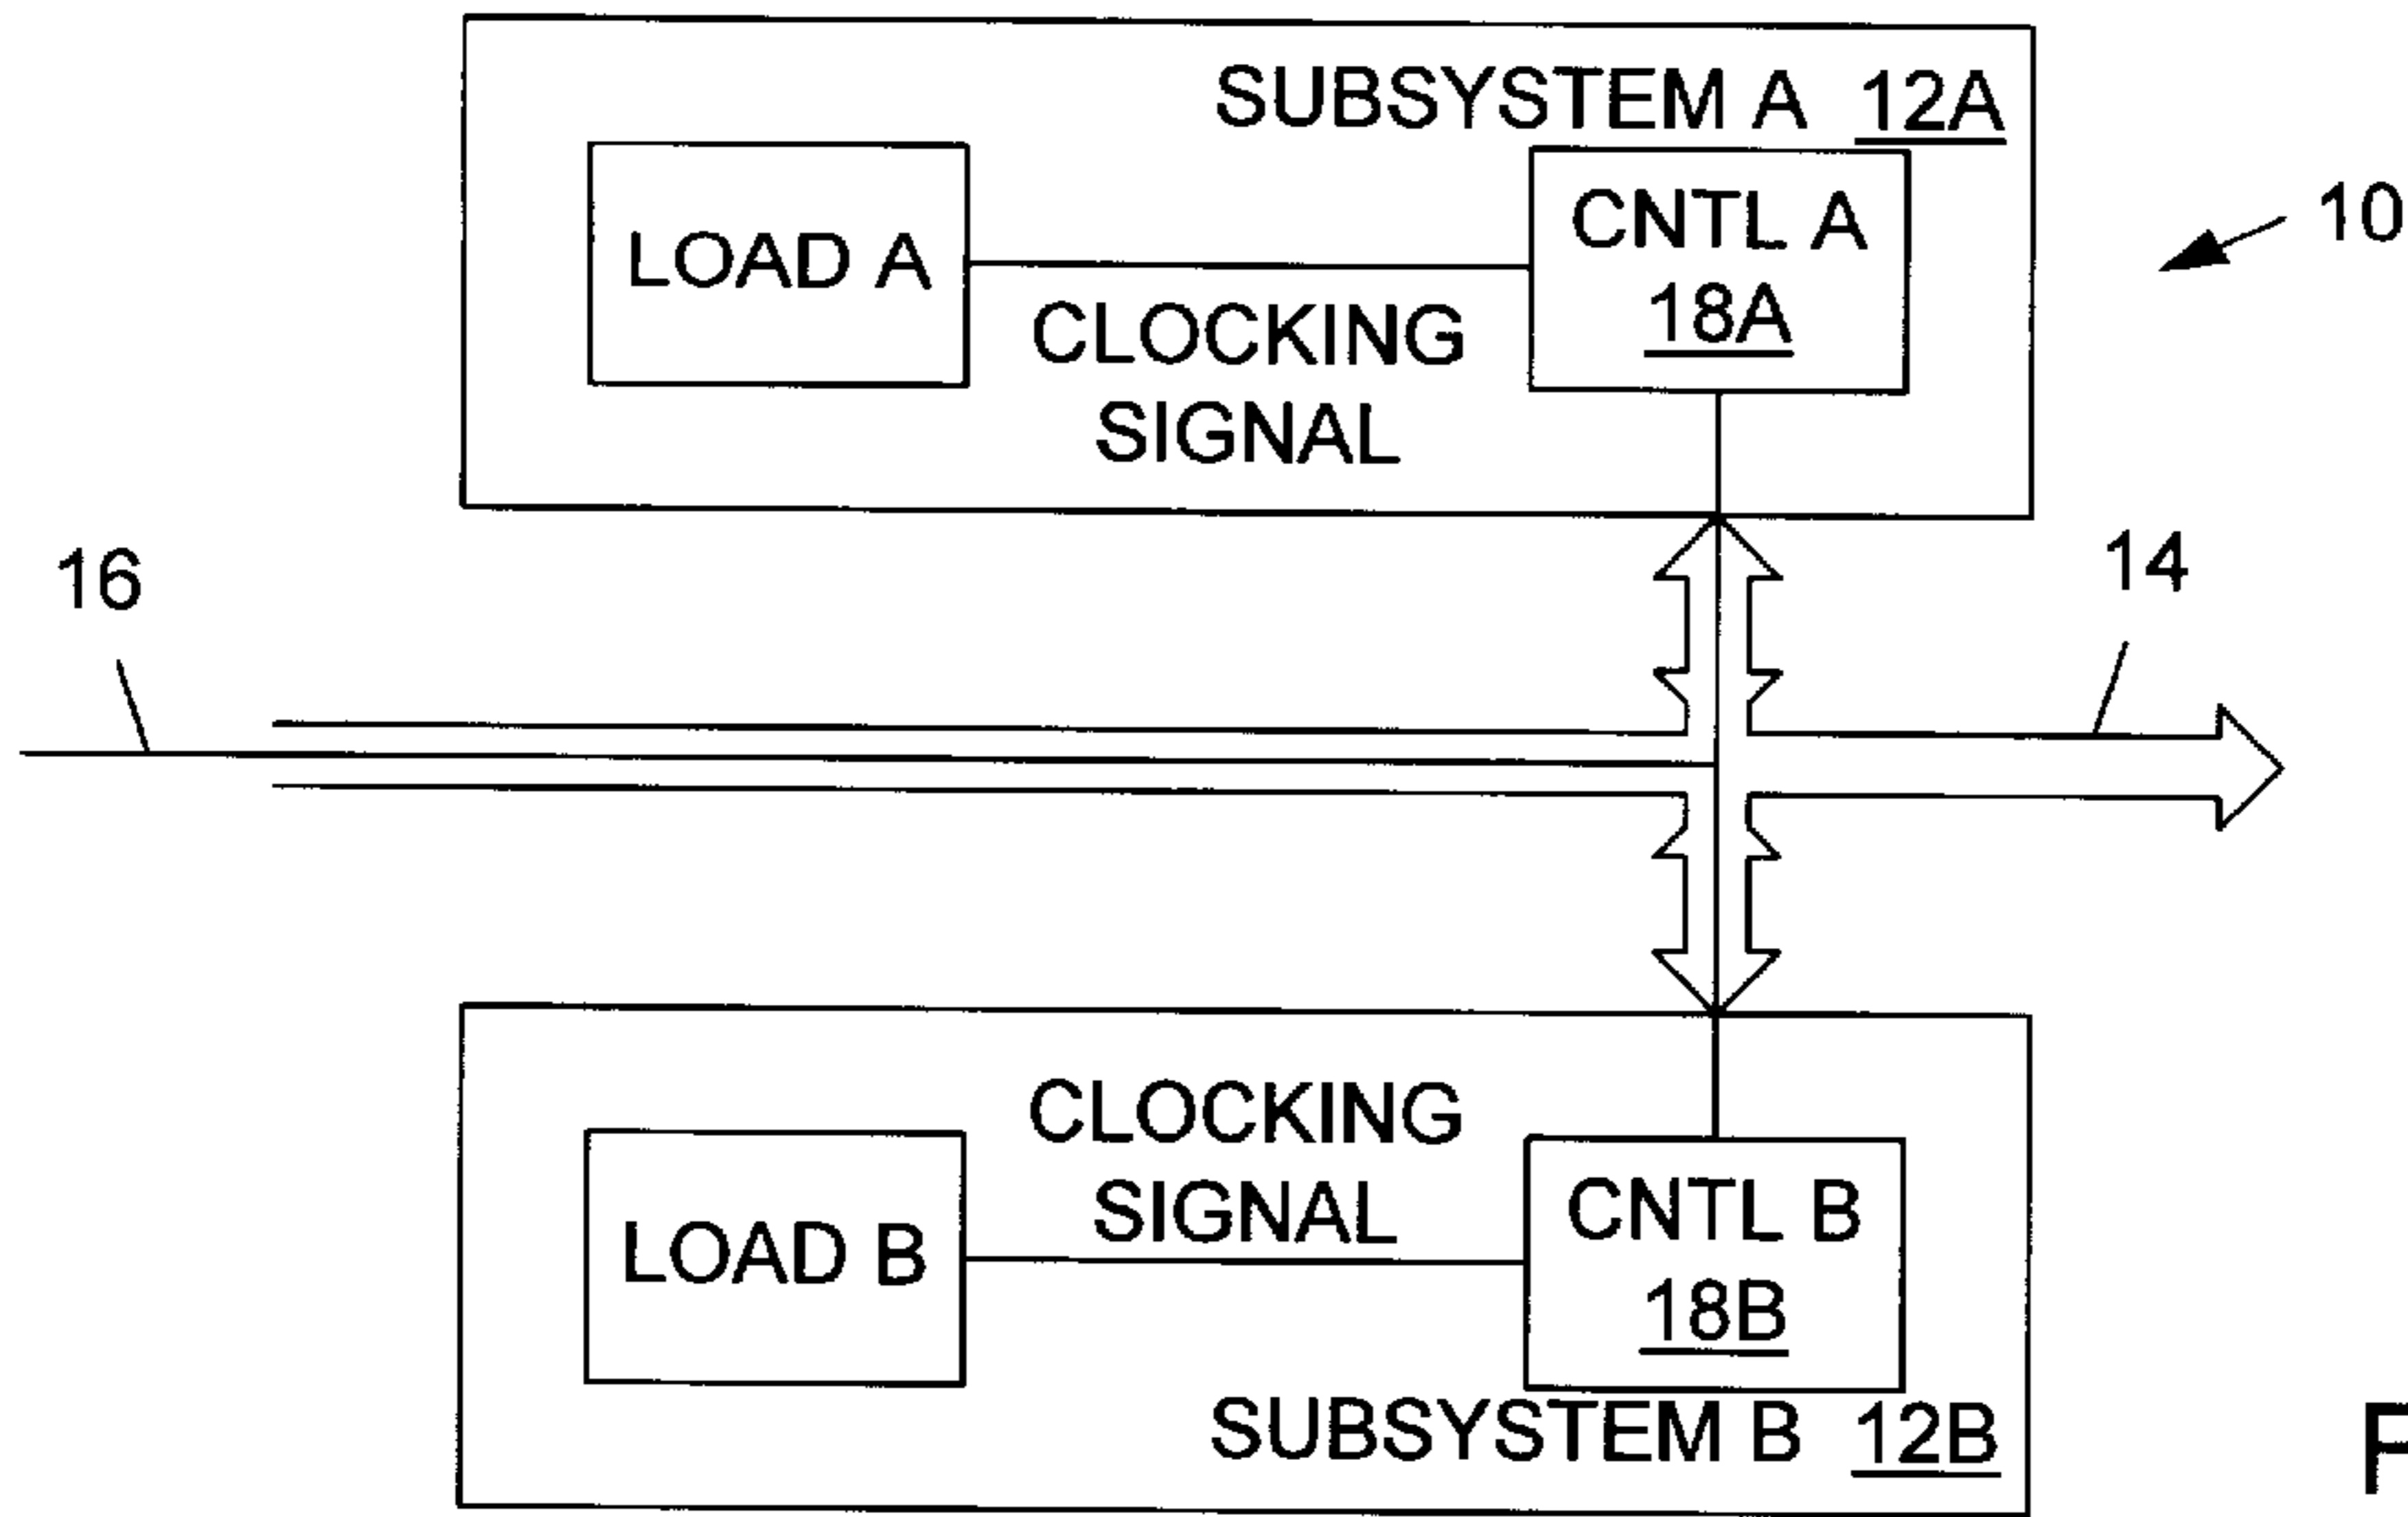 SUBSYSTEM A 12A
LOAD A
CNTL A
18A
CLOCKING
SIGNAL
10
16
14
CLOCKING
SIGNAL
LOAD B
CNTL B
18B
SUBSYSTEM B 12B